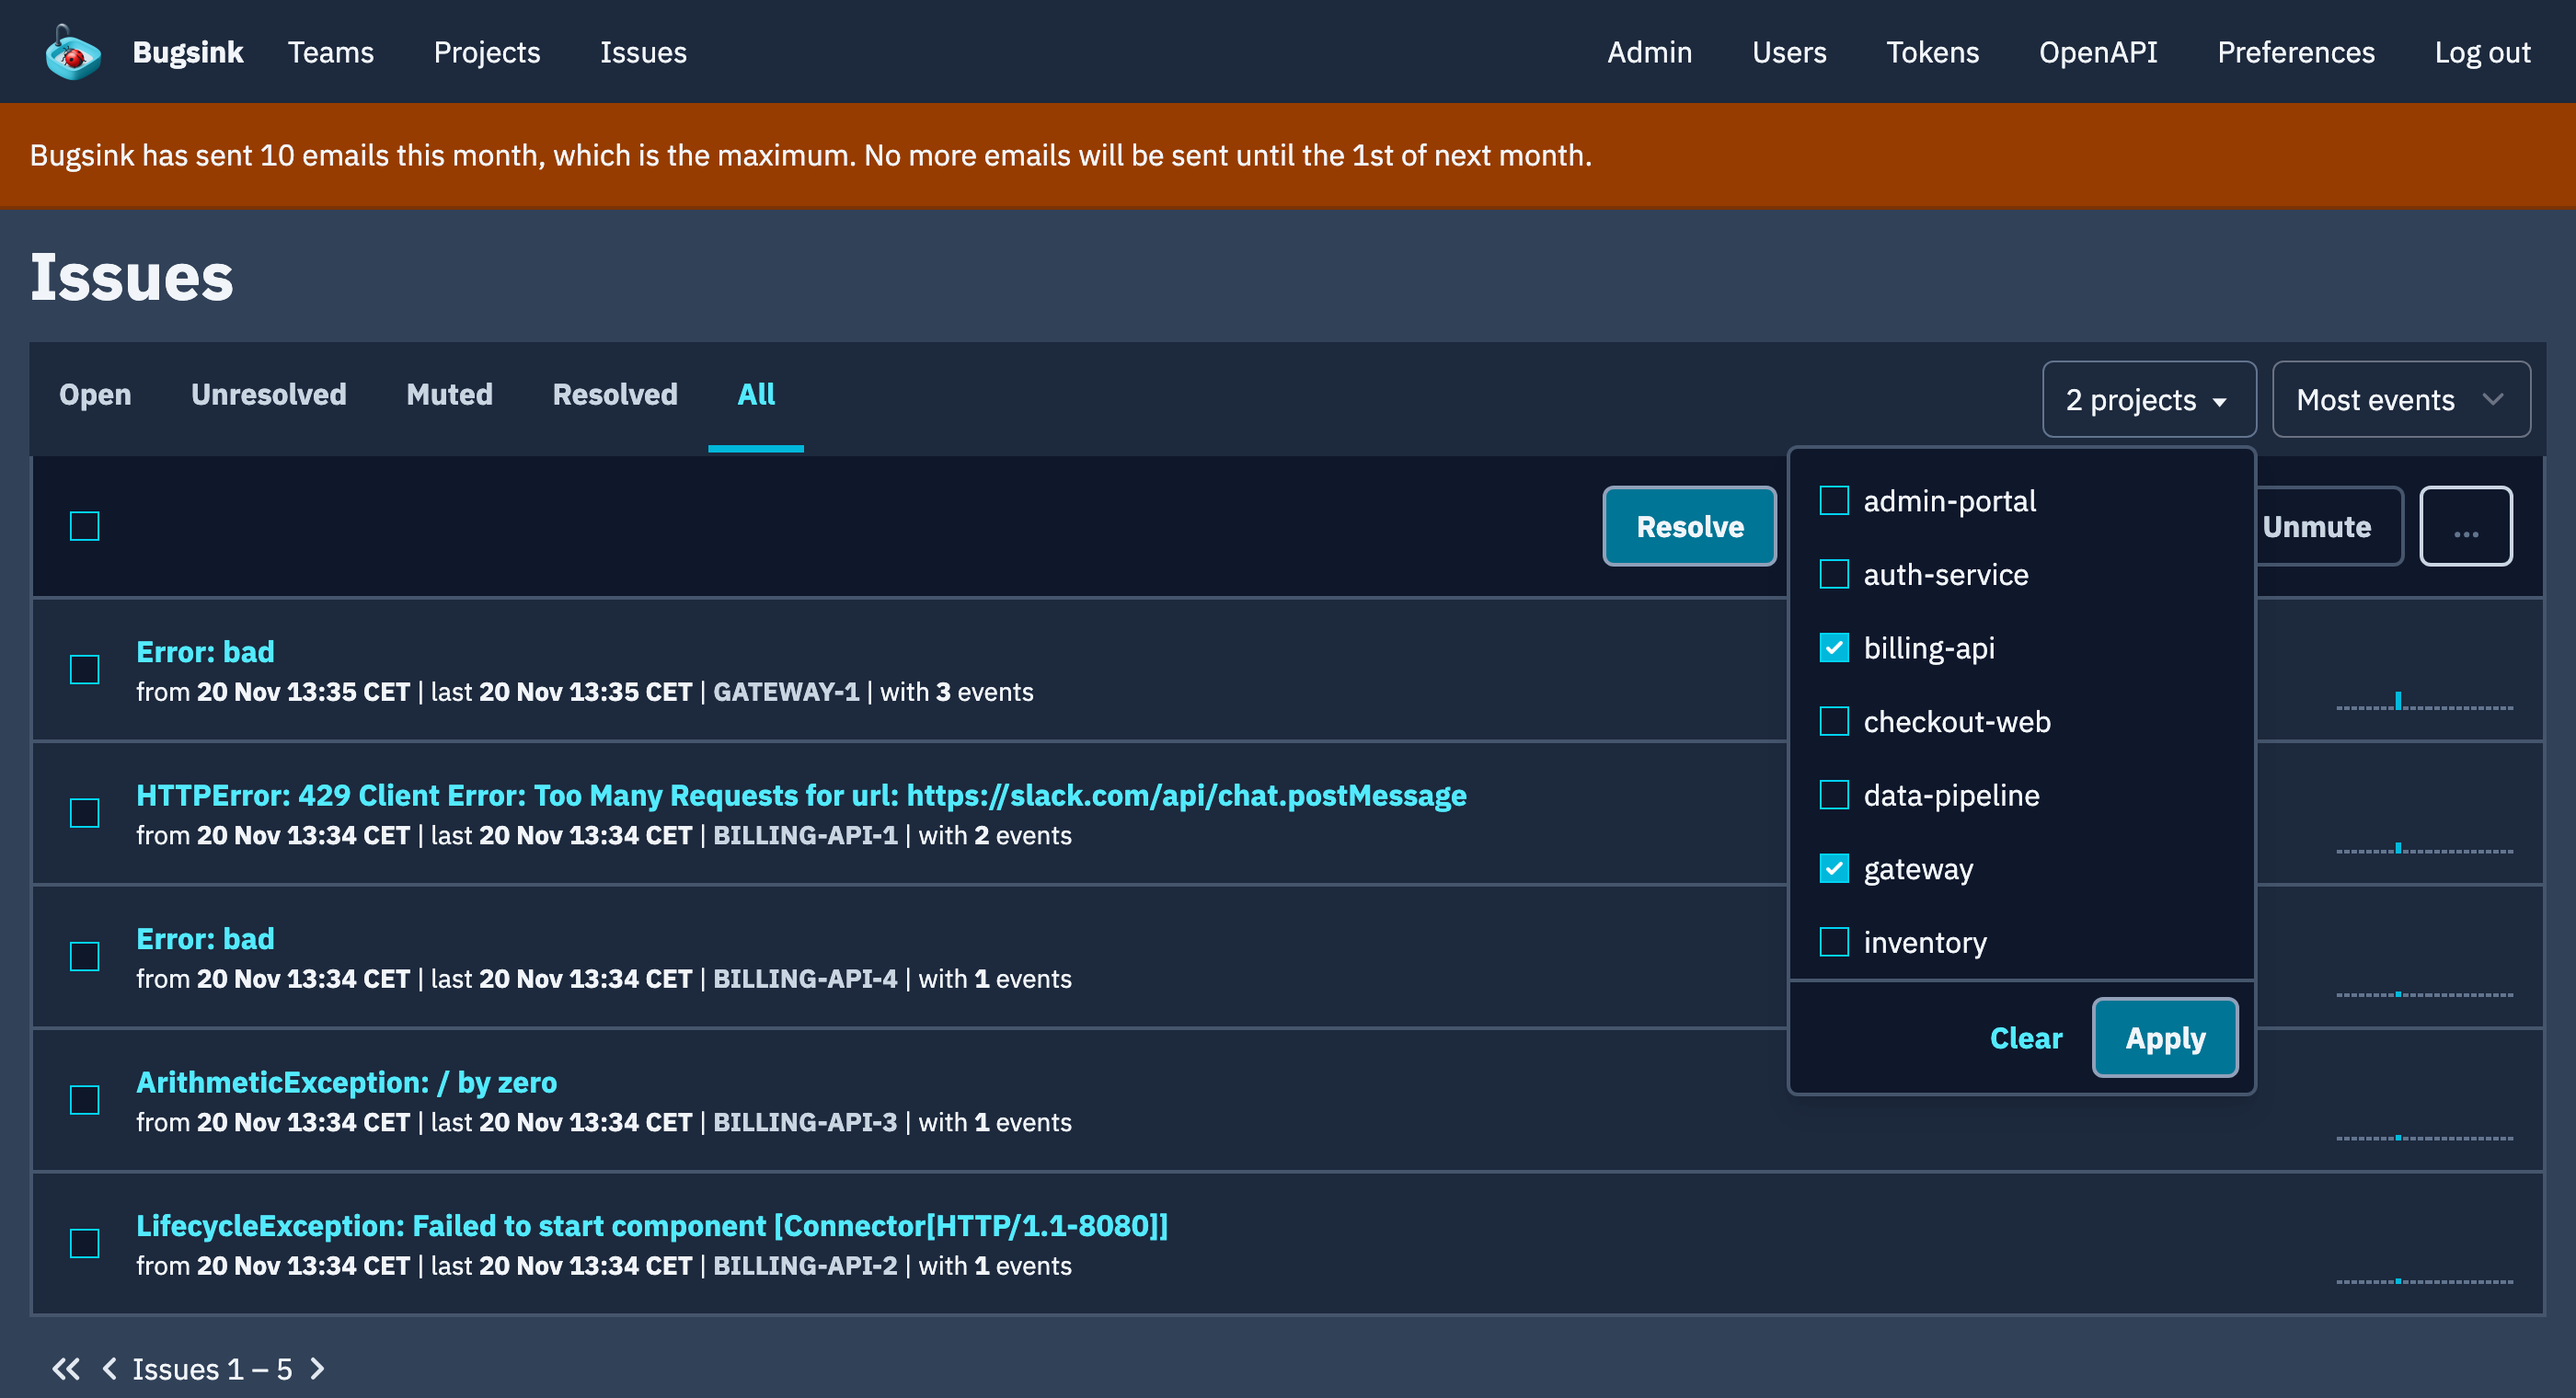 Bugsink Teams Projects Issues Admin Users Tokens OpenAPI Preferences Log out
Bugsink has sent 10 emails this month, which is the maximum. No more emails will be sent until the 1st of next month.
Issues
Open Unresolved Muted Resolved All 2 projects Most events
Resolve Unmute ...
admin-portal
auth-service
billing-api
checkout-web
data-pipeline
gateway
inventory
Clear Apply
Error: bad
from 20 Nov 13:35 CET | last 20 Nov 13:35 CET | GATEWAY-1 | with 3 events
HTTPError: 429 Client Error: Too Many Requests for url: https://slack.com/api/chat.postMessage
from 20 Nov 13:34 CET | last 20 Nov 13:34 CET | BILLING-API-1 | with 2 events
Error: bad
from 20 Nov 13:34 CET | last 20 Nov 13:34 CET | BILLING-API-4 | with 1 events
ArithmeticException: / by zero
from 20 Nov 13:34 CET | last 20 Nov 13:34 CET | BILLING-API-3 | with 1 events
LifecycleException: Failed to start component [Connector[HTTP/1.1-8080]]
from 20 Nov 13:34 CET | last 20 Nov 13:34 CET | BILLING-API-2 | with 1 events
Issues 1 – 5